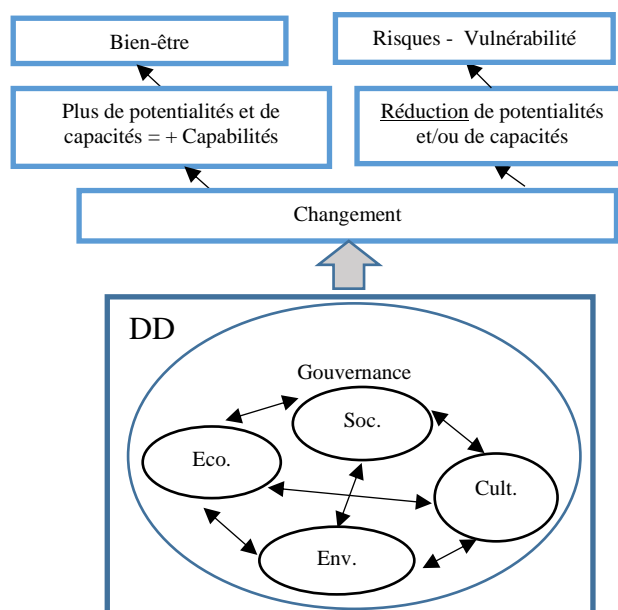 Bien-être
Risques - Vulnérabilité
Plus de potentialités et de
capacités = + Capabilités
Réduction de potentialités
et/ou de capacités
Changement
DD
Gouvernance
Soc.
Eco.
Cult.
Env.